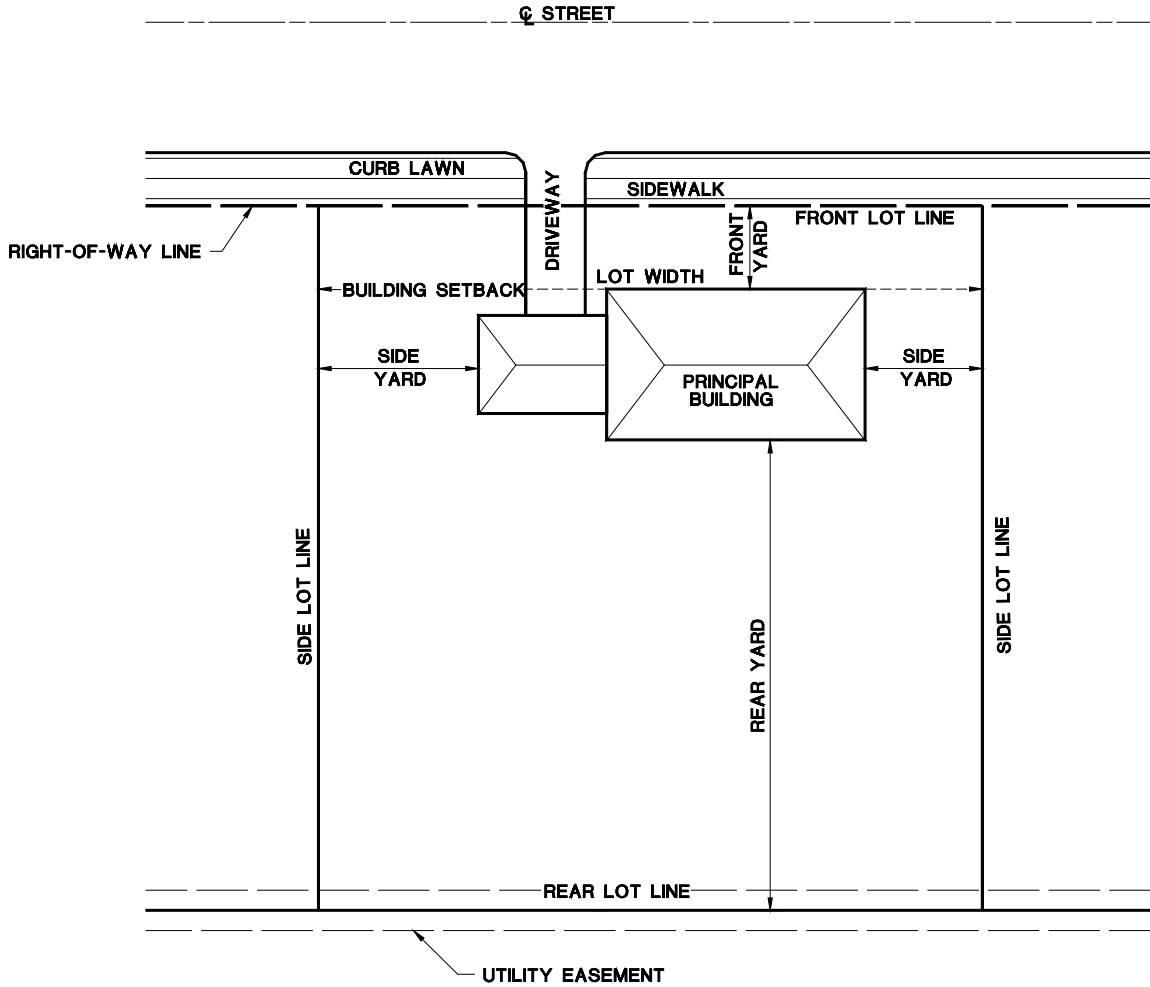 ℄ STREET
CURB LAWN
SIDEWALK
DRIVEWAY
FRONT LOT LINE
RIGHT-OF-WAY LINE
FRONT
YARD
LOT WIDTH
BUILDING SETBACK
SIDE
YARD
PRINCIPAL
BUILDING
SIDE
YARD
SIDE LOT LINE
REAR YARD
SIDE LOT LINE
REAR LOT LINE
UTILITY EASEMENT